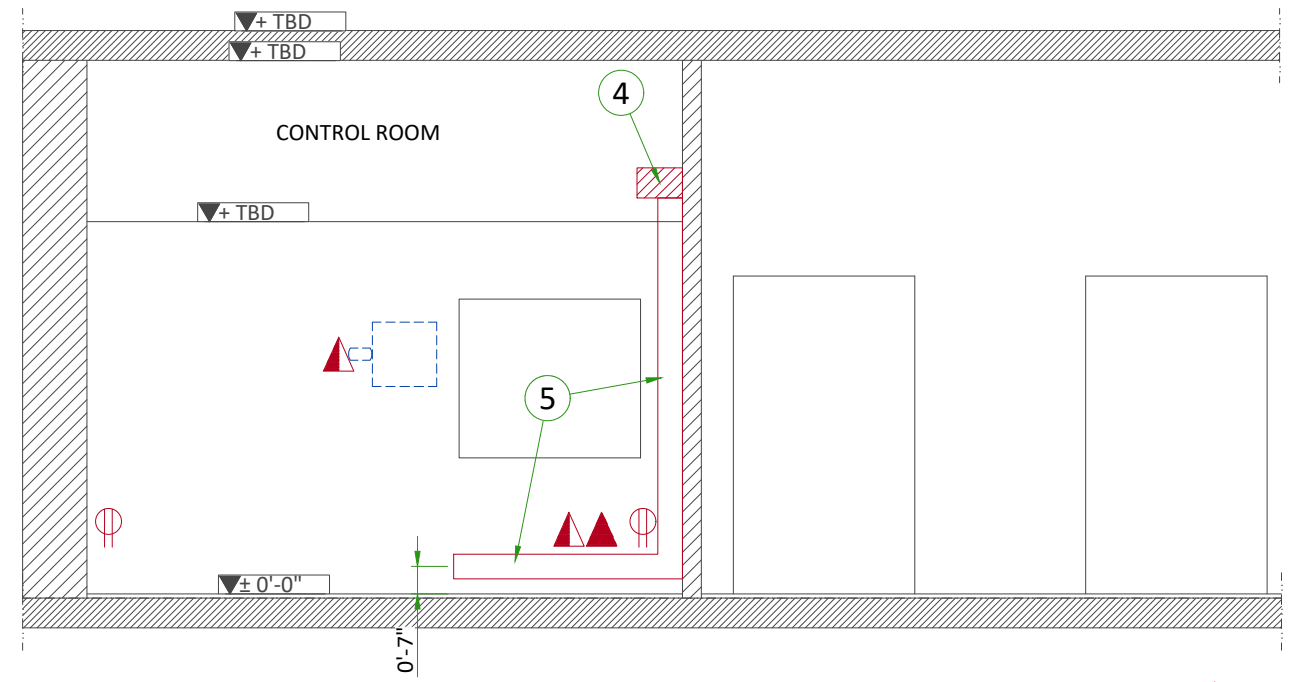 + TBD
+ TBD
4
CONTROL ROOM
+ TBD
5
± 0'-0"
0'-7"